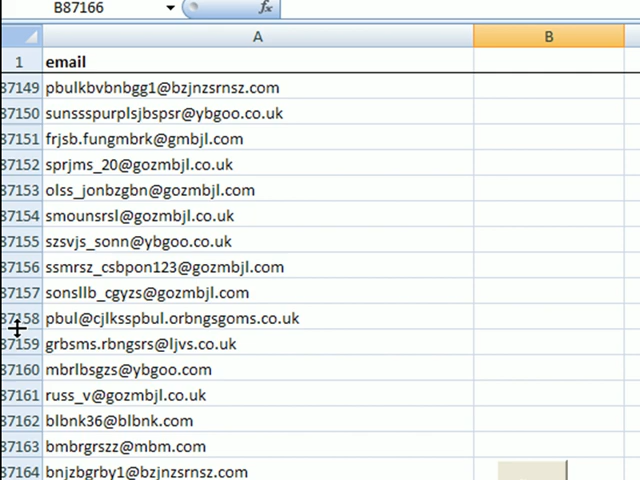 B87166 fx
A B
1 email
87149 pbulkbvbnbgg1@bzjnzsrnsz.com
87150 sunssspurplsjbspsr@ybgoo.co.uk
87151 frjsb.fungmbrk@gmbjl.com
87152 sprjms_20@gozmbjl.co.uk
87153 olss_jonbzgbn@gozmbjl.com
87154 smounsrsl@gozmbjl.co.uk
87155 szsvjs_sonn@ybgoo.co.uk
87156 ssmrsz_csbpon123@gozmbjl.com
87157 sonsllb_cgyzs@gozmbjl.com
87158 pbul@cjlksspbul.orbngsgoms.co.uk
87159 grbsms.rbngsrs@ljvs.co.uk
87160 mbrlbsgzs@ybgoo.com
87161 russ_v@gozmbjl.co.uk
87162 blbnk36@blbnk.com
87163 bmbrgrszz@mbm.com
87164 bnjzbgrby1@bzjnzsrnsz.com